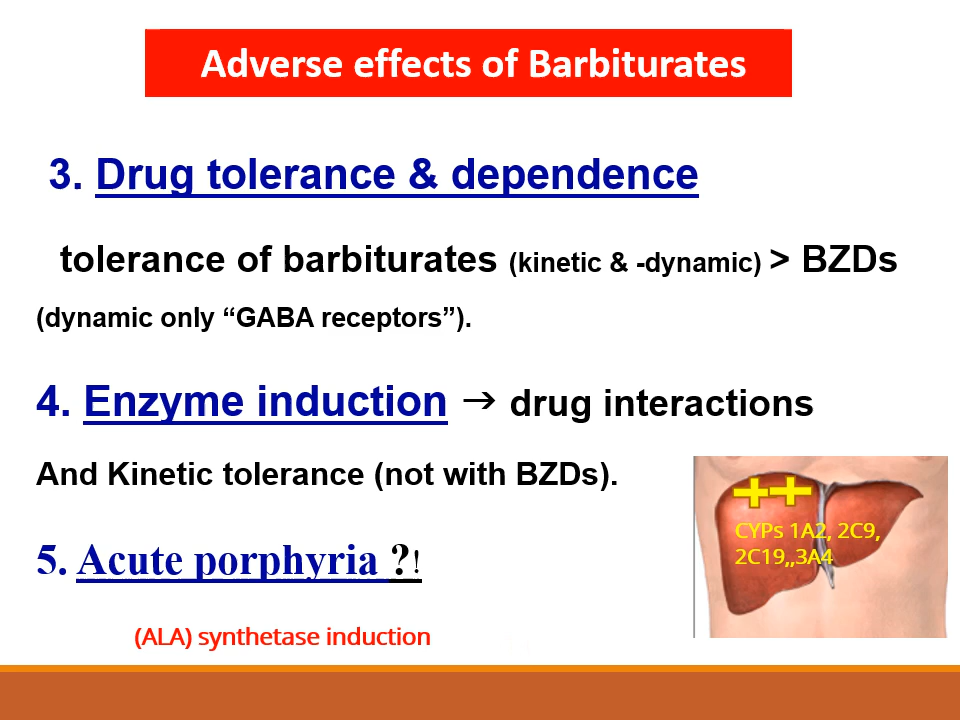 Adverse effects of Barbiturates
3. Drug tolerance & dependence
tolerance of barbiturates (kinetic & -dynamic) > BZDs
(dynamic only “GABA receptors”).
4. Enzyme induction → drug interactions
And Kinetic tolerance (not with BZDs).
++
CYPs 1A2, 2C9,
2C19,,3A4
5. Acute porphyria ?!
(ALA) synthetase induction